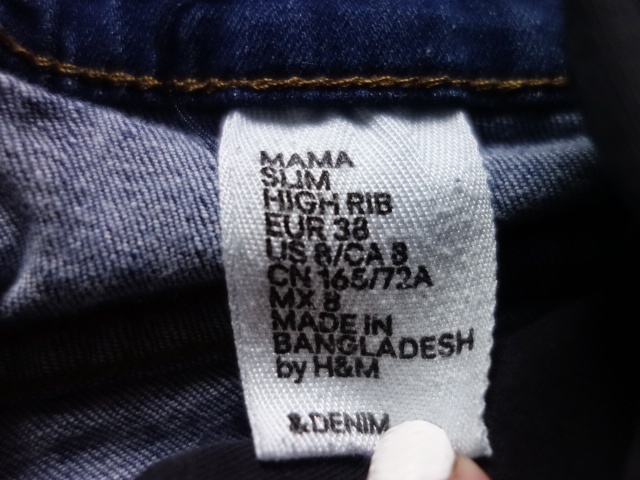 MAMA
SLIM
HIGH RIB
EUR 38
US 8/CA 8
CN 165/72A
MX 8
MADE IN
BANGLADESH
by H&M
&DENIM